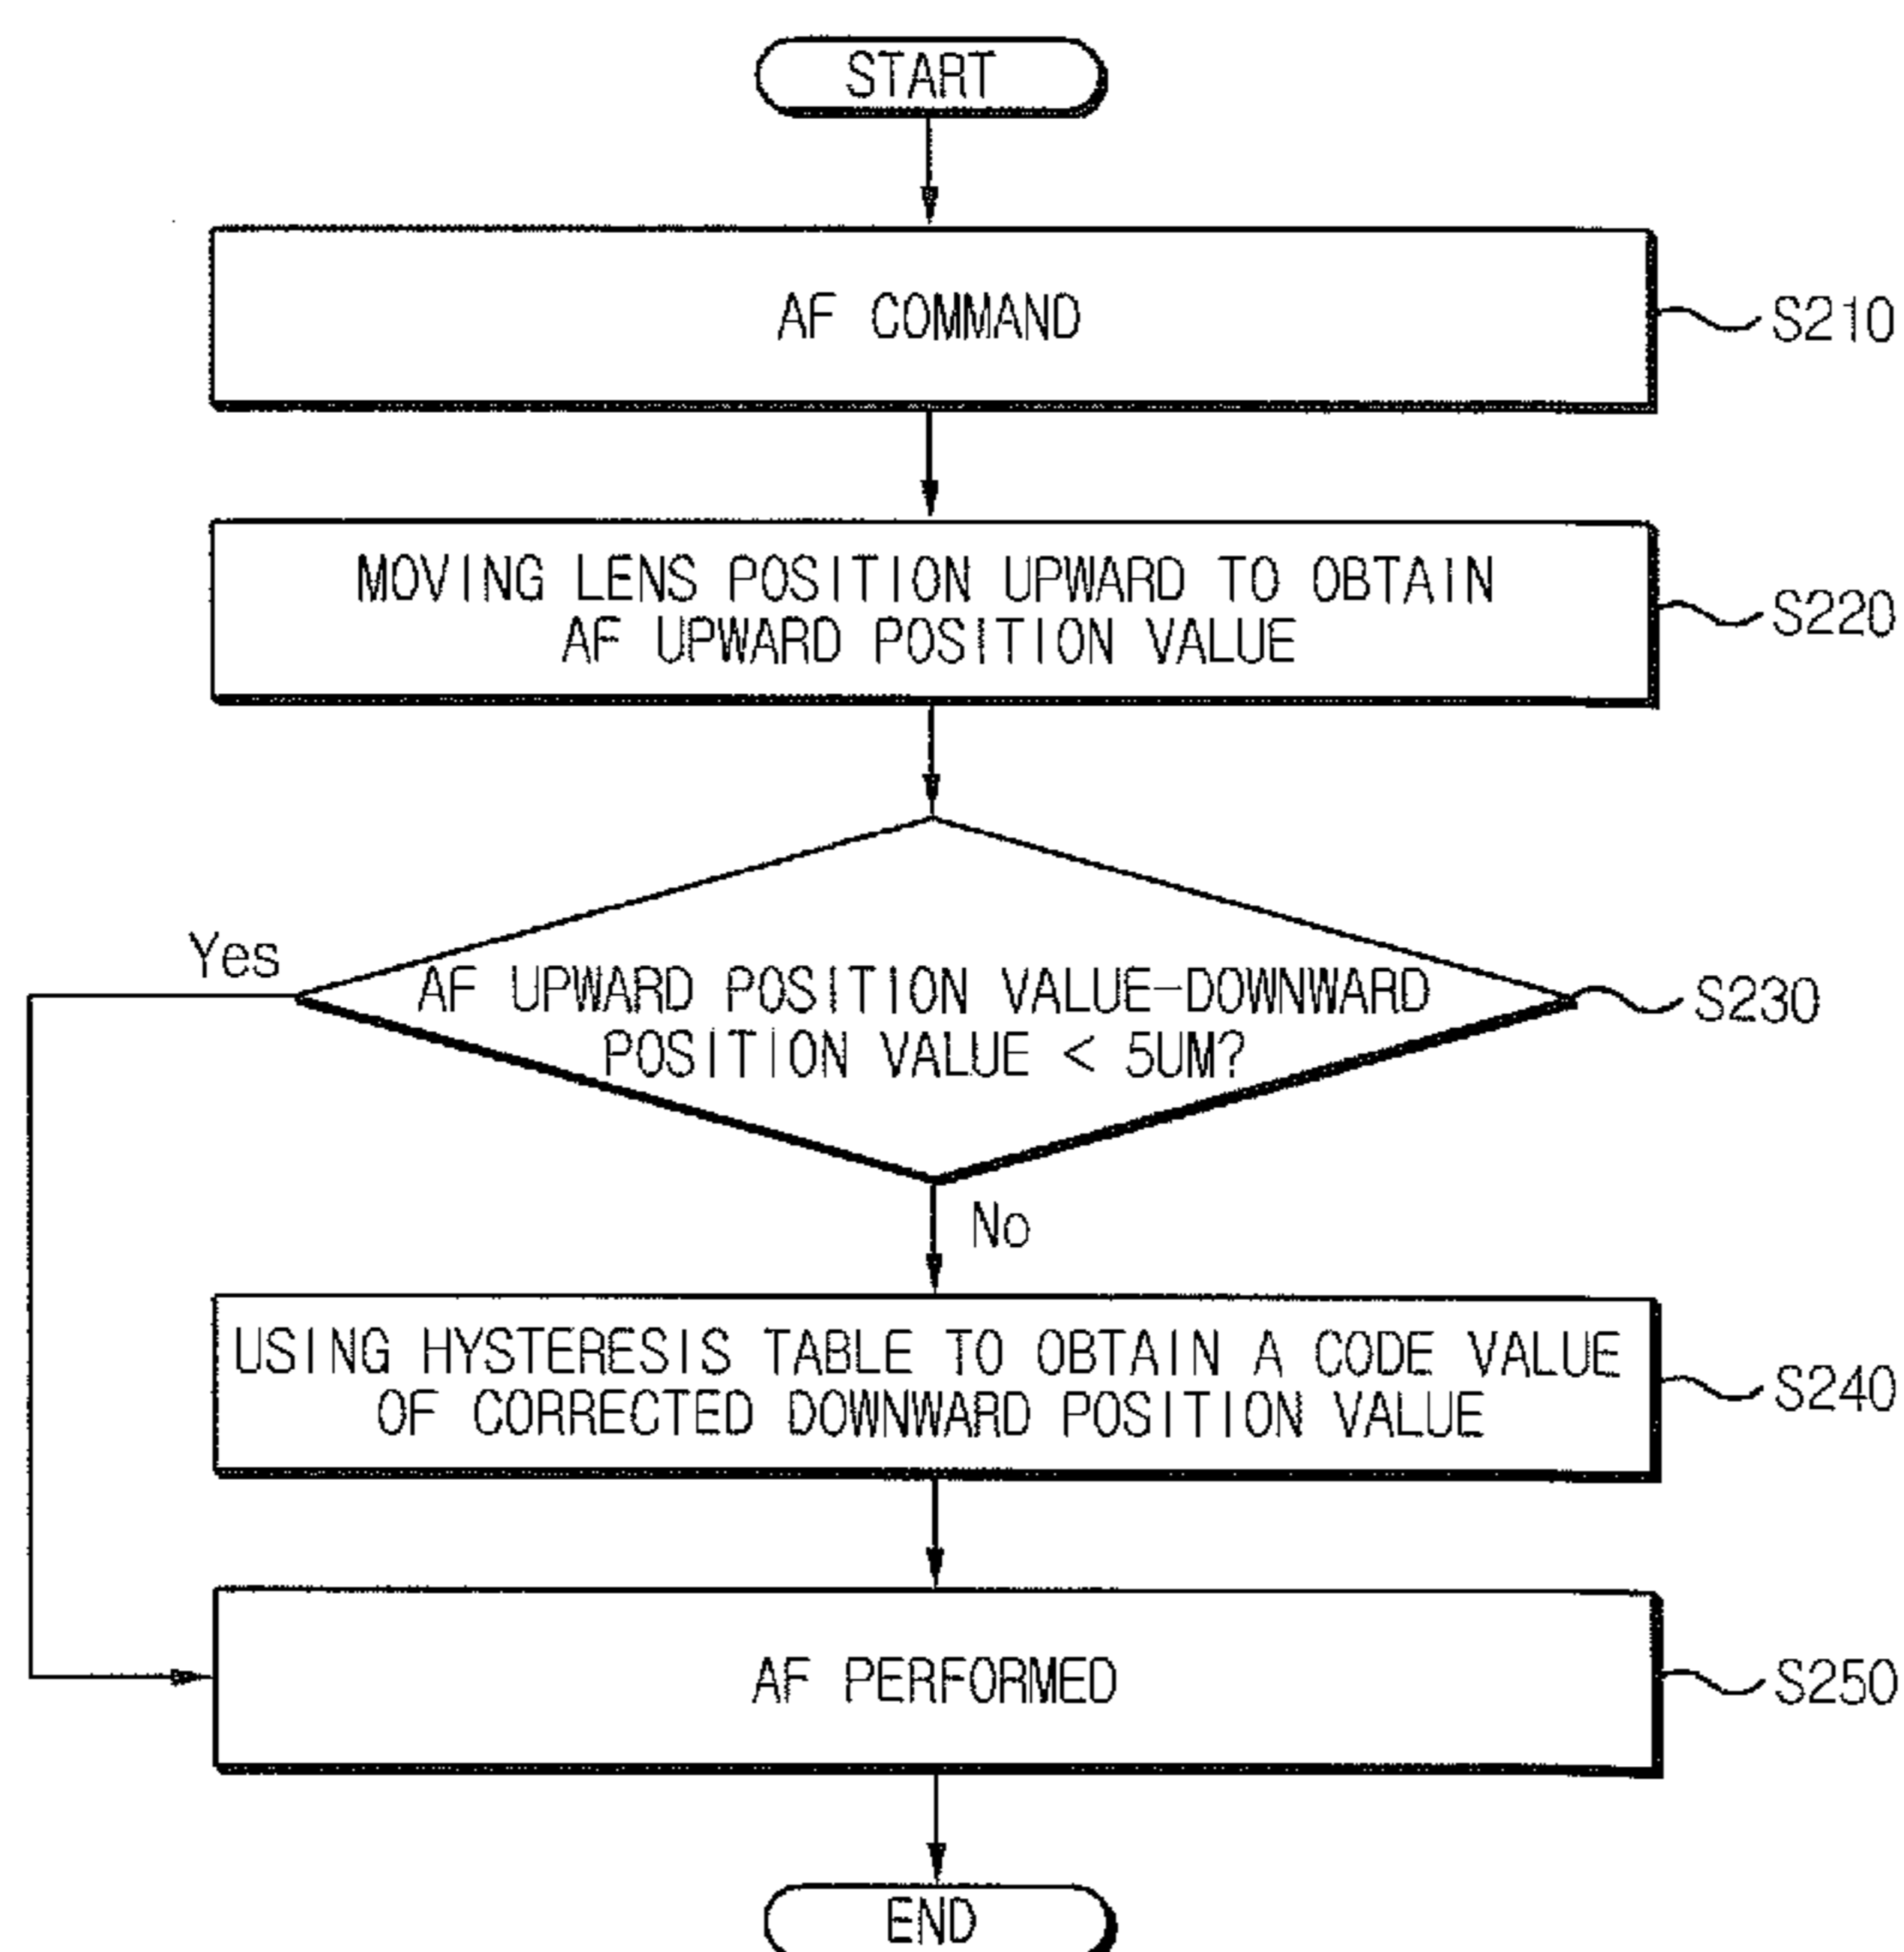 START
AF COMMAND
S210
MOVING LENS POSITION UPWARD TO OBTAIN
AF UPWARD POSITION VALUE
S220
Yes
AF UPWARD POSITION VALUE-DOWNWARD
POSITION VALUE < 5UM?
S230
No
USING HYSTERESIS TABLE TO OBTAIN A CODE VALUE
OF CORRECTED DOWNWARD POSITION VALUE
S240
AF PERFORMED
S250
END